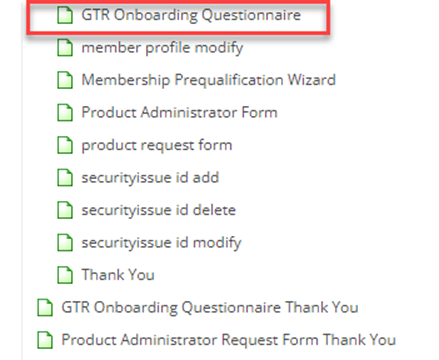 GTR Onboarding Questionnaire
member profile modify
Membership Prequalification Wizard
Product Administrator Form
product request form
securityissue id add
securityissue id delete
securityissue id modify
Thank You
GTR Onboarding Questionnaire Thank You
Product Administrator Request Form Thank You